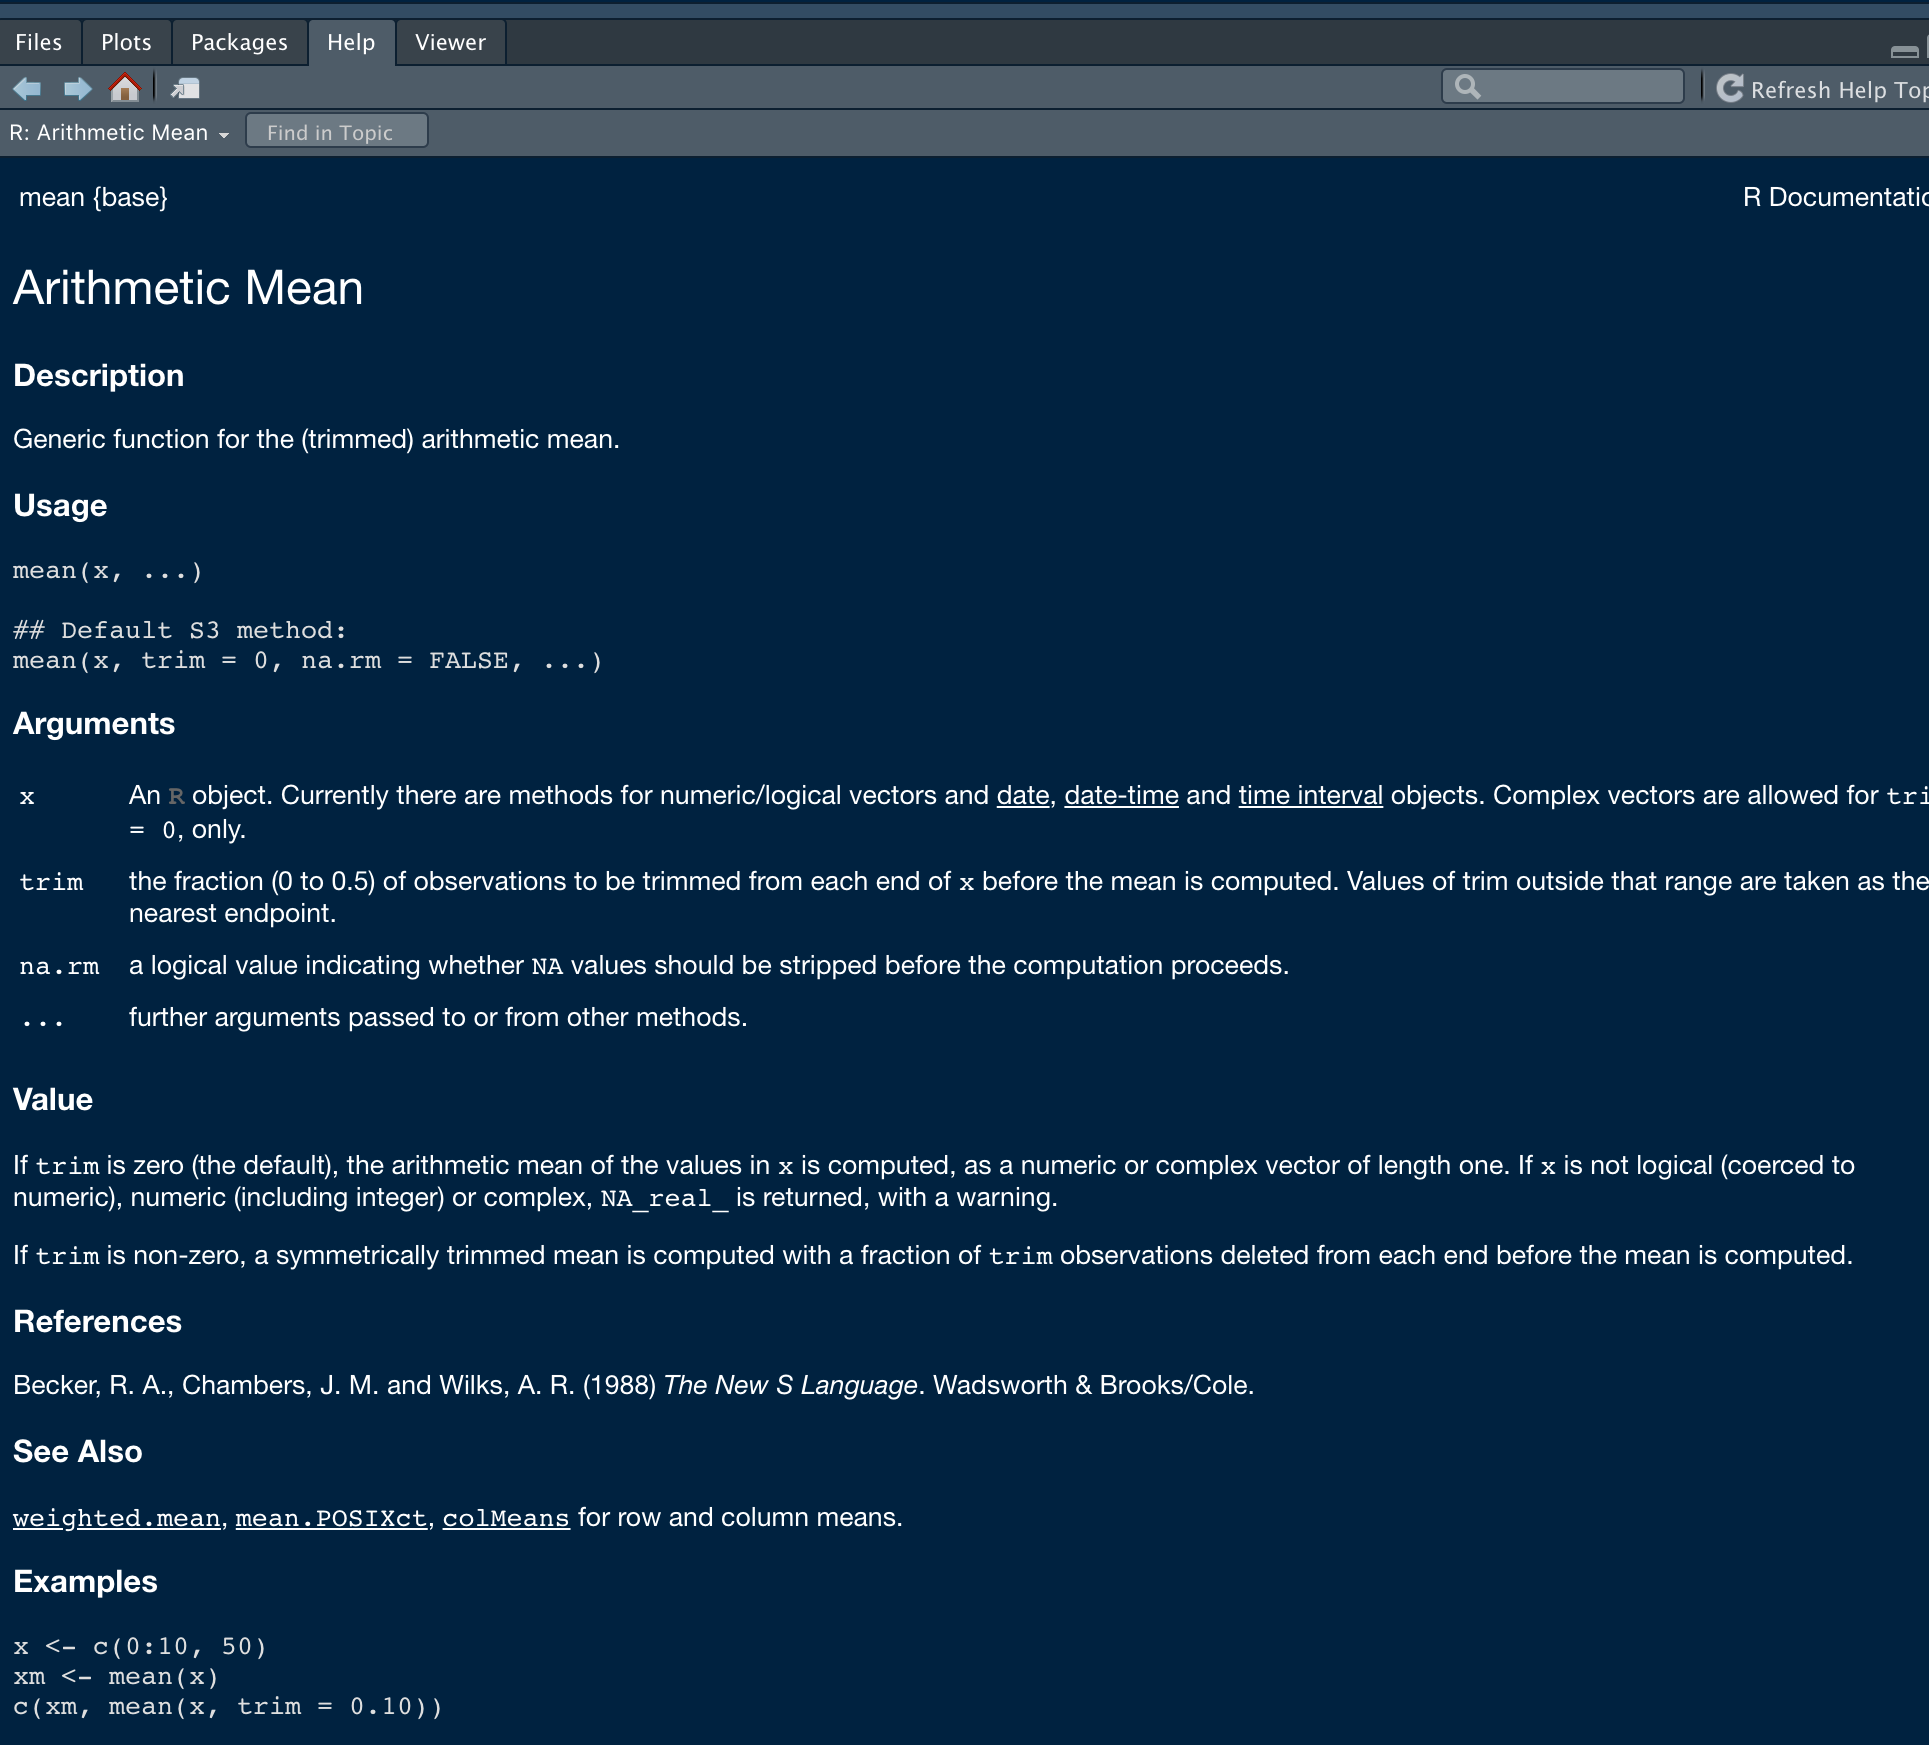 Files Plots Packages Help Viewer
Refresh Help Top
R: Arithmetic Mean Find in Topic
mean {base} R Documentatio
Arithmetic Mean
Description
Generic function for the (trimmed) arithmetic mean.
Usage
mean(x, ...)
## Default S3 method:
mean(x, trim = 0, na.rm = FALSE, ...)
Arguments
x An R object. Currently there are methods for numeric/logical vectors and date, date-time and time interval objects. Complex vectors are allowed for tri
= 0, only.
trim the fraction (0 to 0.5) of observations to be trimmed from each end of x before the mean is computed. Values of trim outside that range are taken as the
nearest endpoint.
na.rm a logical value indicating whether NA values should be stripped before the computation proceeds.
... further arguments passed to or from other methods.
Value
If trim is zero (the default), the arithmetic mean of the values in x is computed, as a numeric or complex vector of length one. If x is not logical (coerced to
numeric), numeric (including integer) or complex, NA_real_ is returned, with a warning.
If trim is non-zero, a symmetrically trimmed mean is computed with a fraction of trim observations deleted from each end before the mean is computed.
References
Becker, R. A., Chambers, J. M. and Wilks, A. R. (1988) The New S Language. Wadsworth & Brooks/Cole.
See Also
weighted.mean, mean.POSIXct, colMeans for row and column means.
Examples
x <- c(0:10, 50)
xm <- mean(x)
c(xm, mean(x, trim = 0.10))